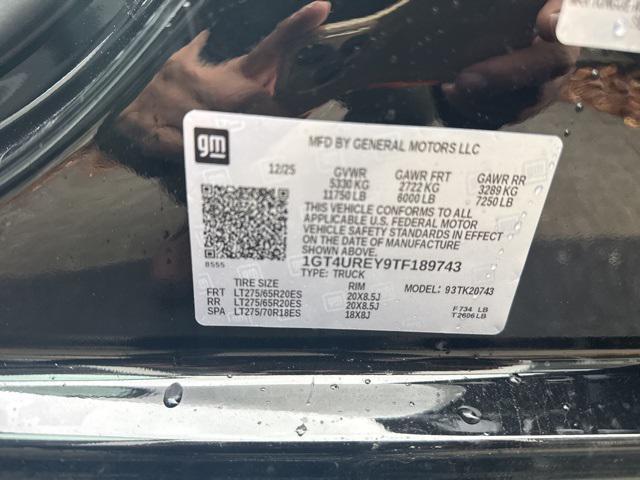 gm
MFD BY GENERAL MOTORS LLC
12/25 GVWR GAWR FRT GAWR RR
5330 KG 2722 KG 3289 KG
11750 LB 6000 LB 7250 LB
THIS VEHICLE CONFORMS TO ALL
APPLICABLE U.S. FEDERAL MOTOR
VEHICLE SAFETY STANDARDS IN EFFECT
ON THE DATE OF MANUFACTURE
SHOWN ABOVE.
1GT4UREY9TF189743
8555 TYPE: TRUCK
TIRE SIZE RIM MODEL: 93TK20743
FRT LT275/65R20ES 20X8.5J
RR LT275/65R20ES 20X8.5J F 734 LB
SPA LT275/70R18ES 18X8J T 2606 LB